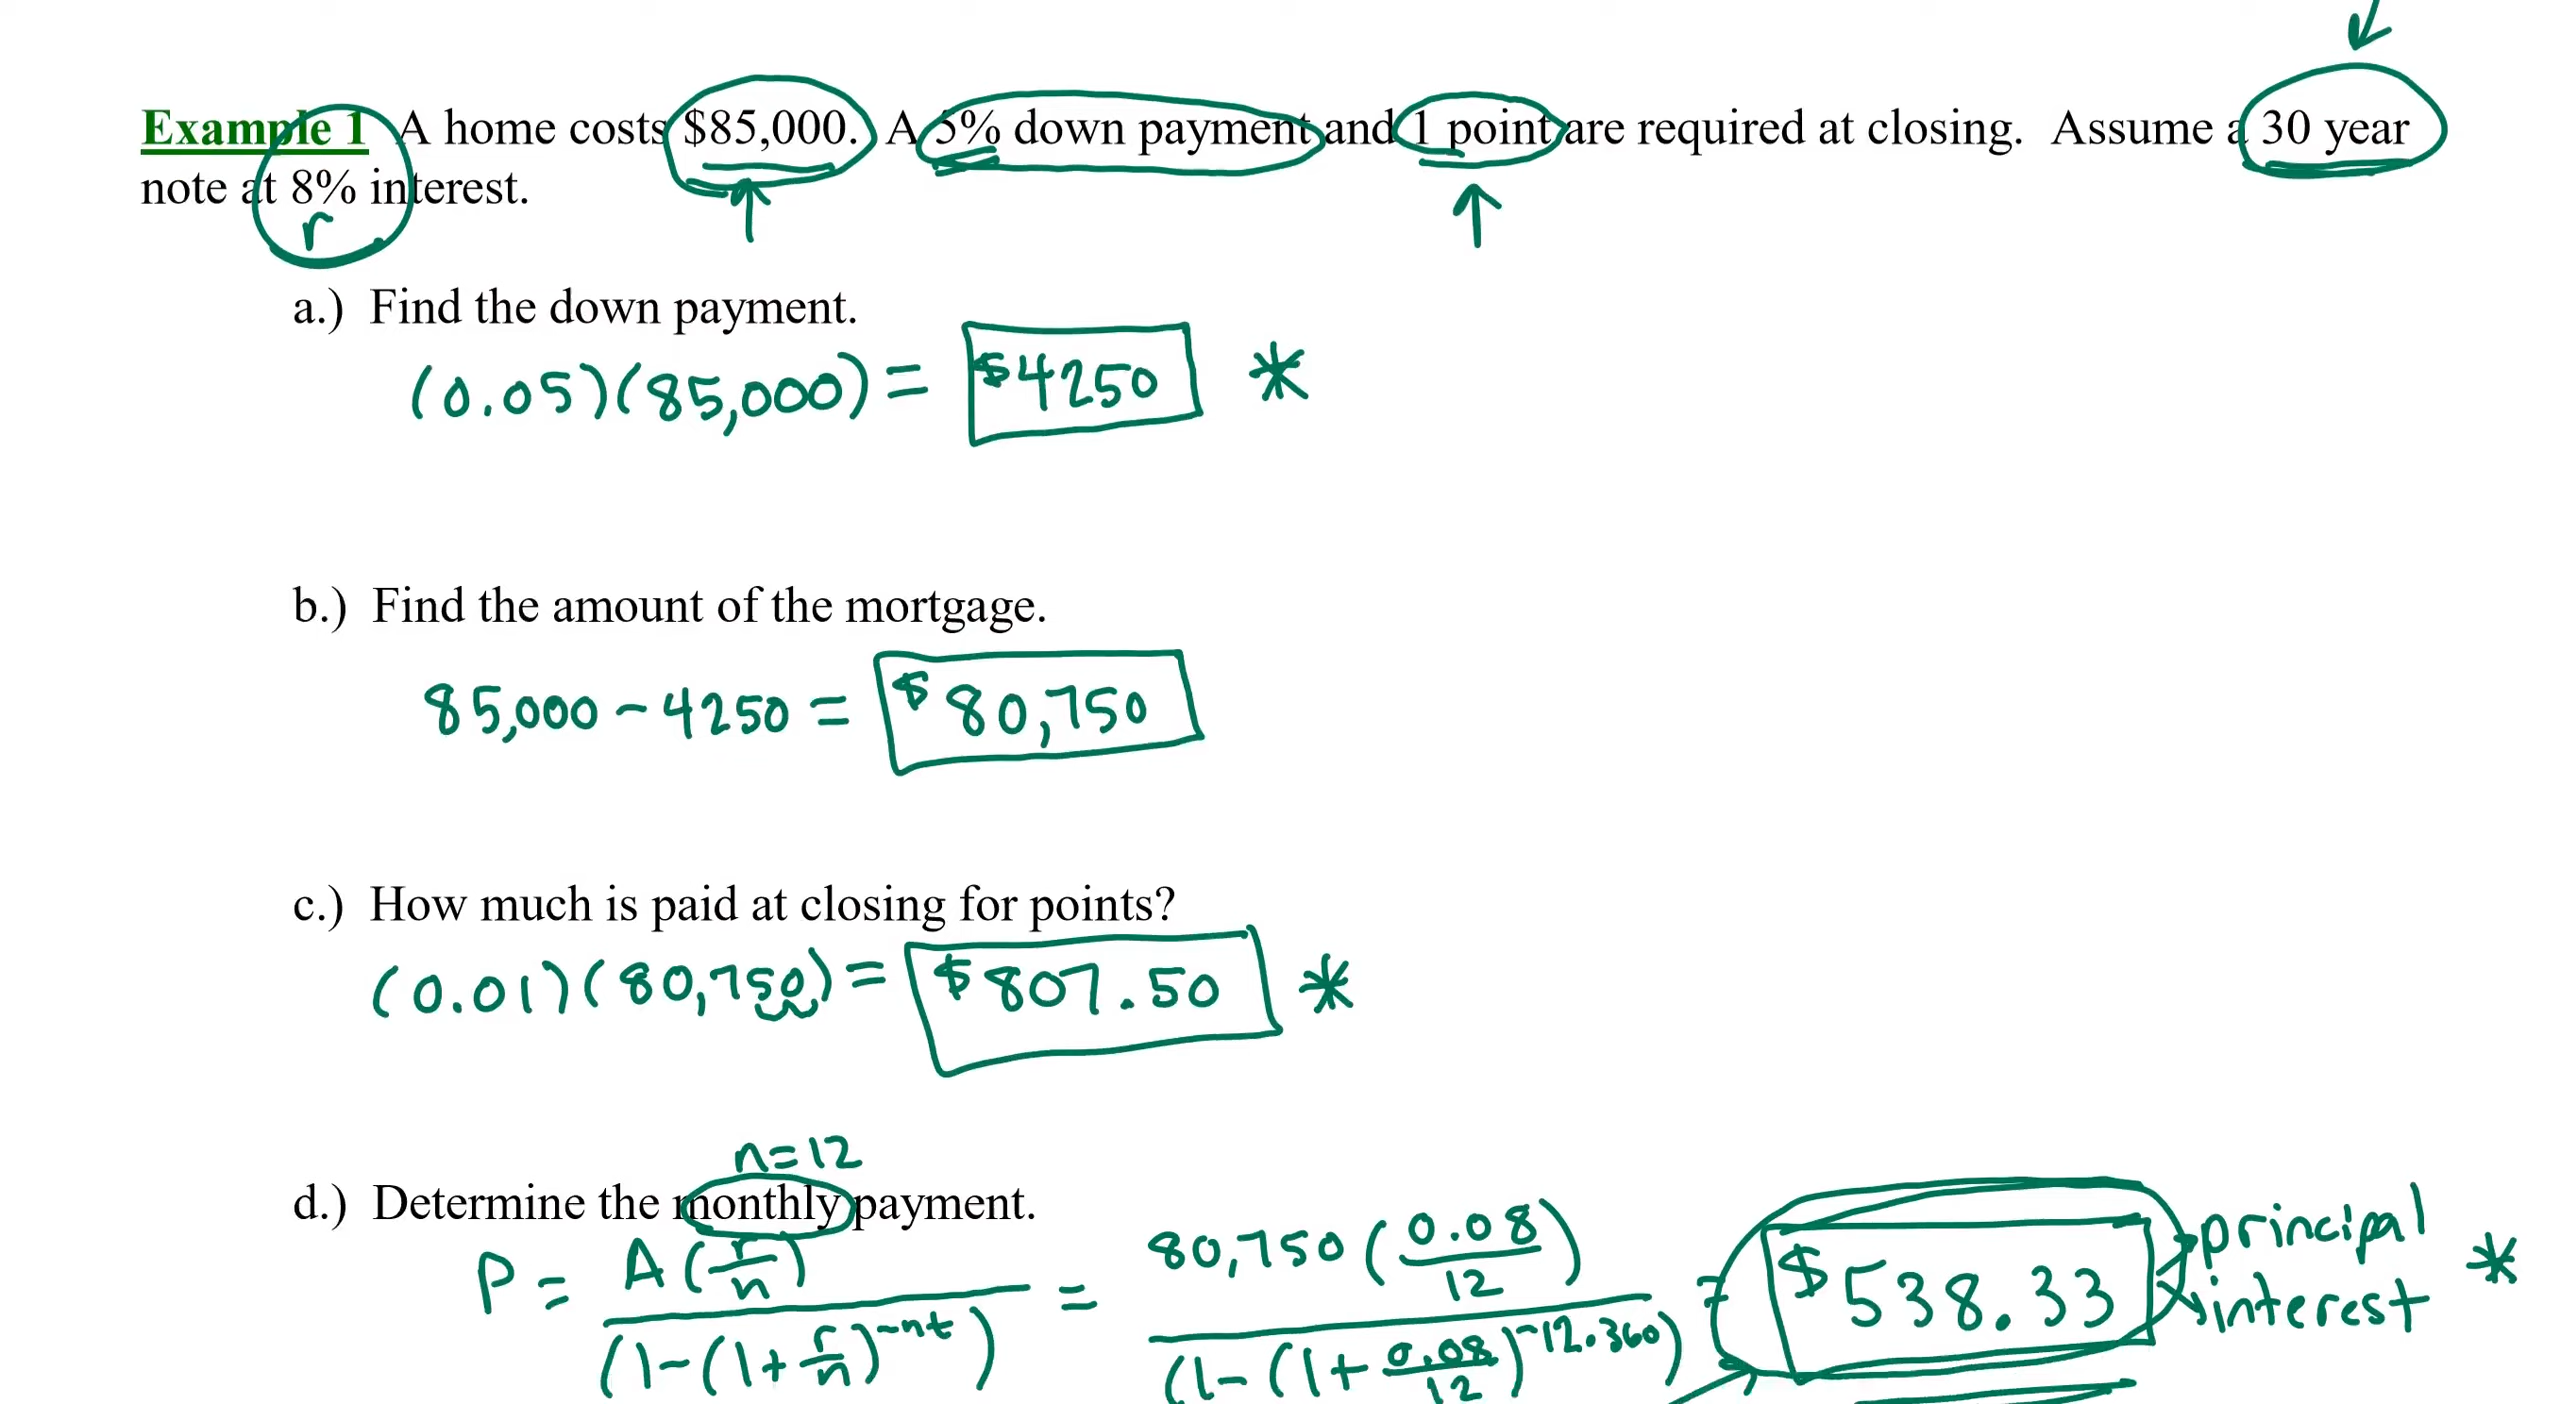 Example 1 A home costs $85,000. A 5% down payment and 1 point are required at closing. Assume a 30 year
note at 8% interest.
r
a.) Find the down payment.
(0.05)(85,000) = $4250 *
b.) Find the amount of the mortgage.
85,000 - 4250 = $80,750
c.) How much is paid at closing for points?
(0.01)(80,750) = $807.50 *
n=12
d.) Determine the monthly payment.
P = A(r/n) / (1-(1+r/n)^-nt) = 80,750(0.08/12) / (1-(1+0.08/12)^-12·360) = $538.33 principal interest *